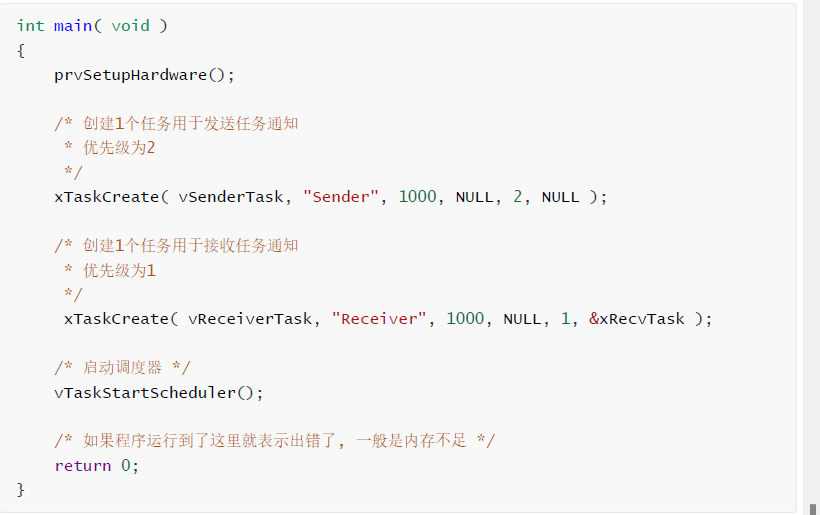 int main( void )
{
    prvSetupHardware();

    /* 创建1个任务用于发送任务通知
     * 优先级为2
     */
    xTaskCreate( vSenderTask, "Sender", 1000, NULL, 2, NULL );

    /* 创建1个任务用于接收任务通知
     * 优先级为1
     */
     xTaskCreate( vReceiverTask, "Receiver", 1000, NULL, 1, &xRecvTask );

    /* 启动调度器 */
    vTaskStartScheduler();

    /* 如果程序运行到了这里就表示出错了, 一般是内存不足 */
    return 0;
}